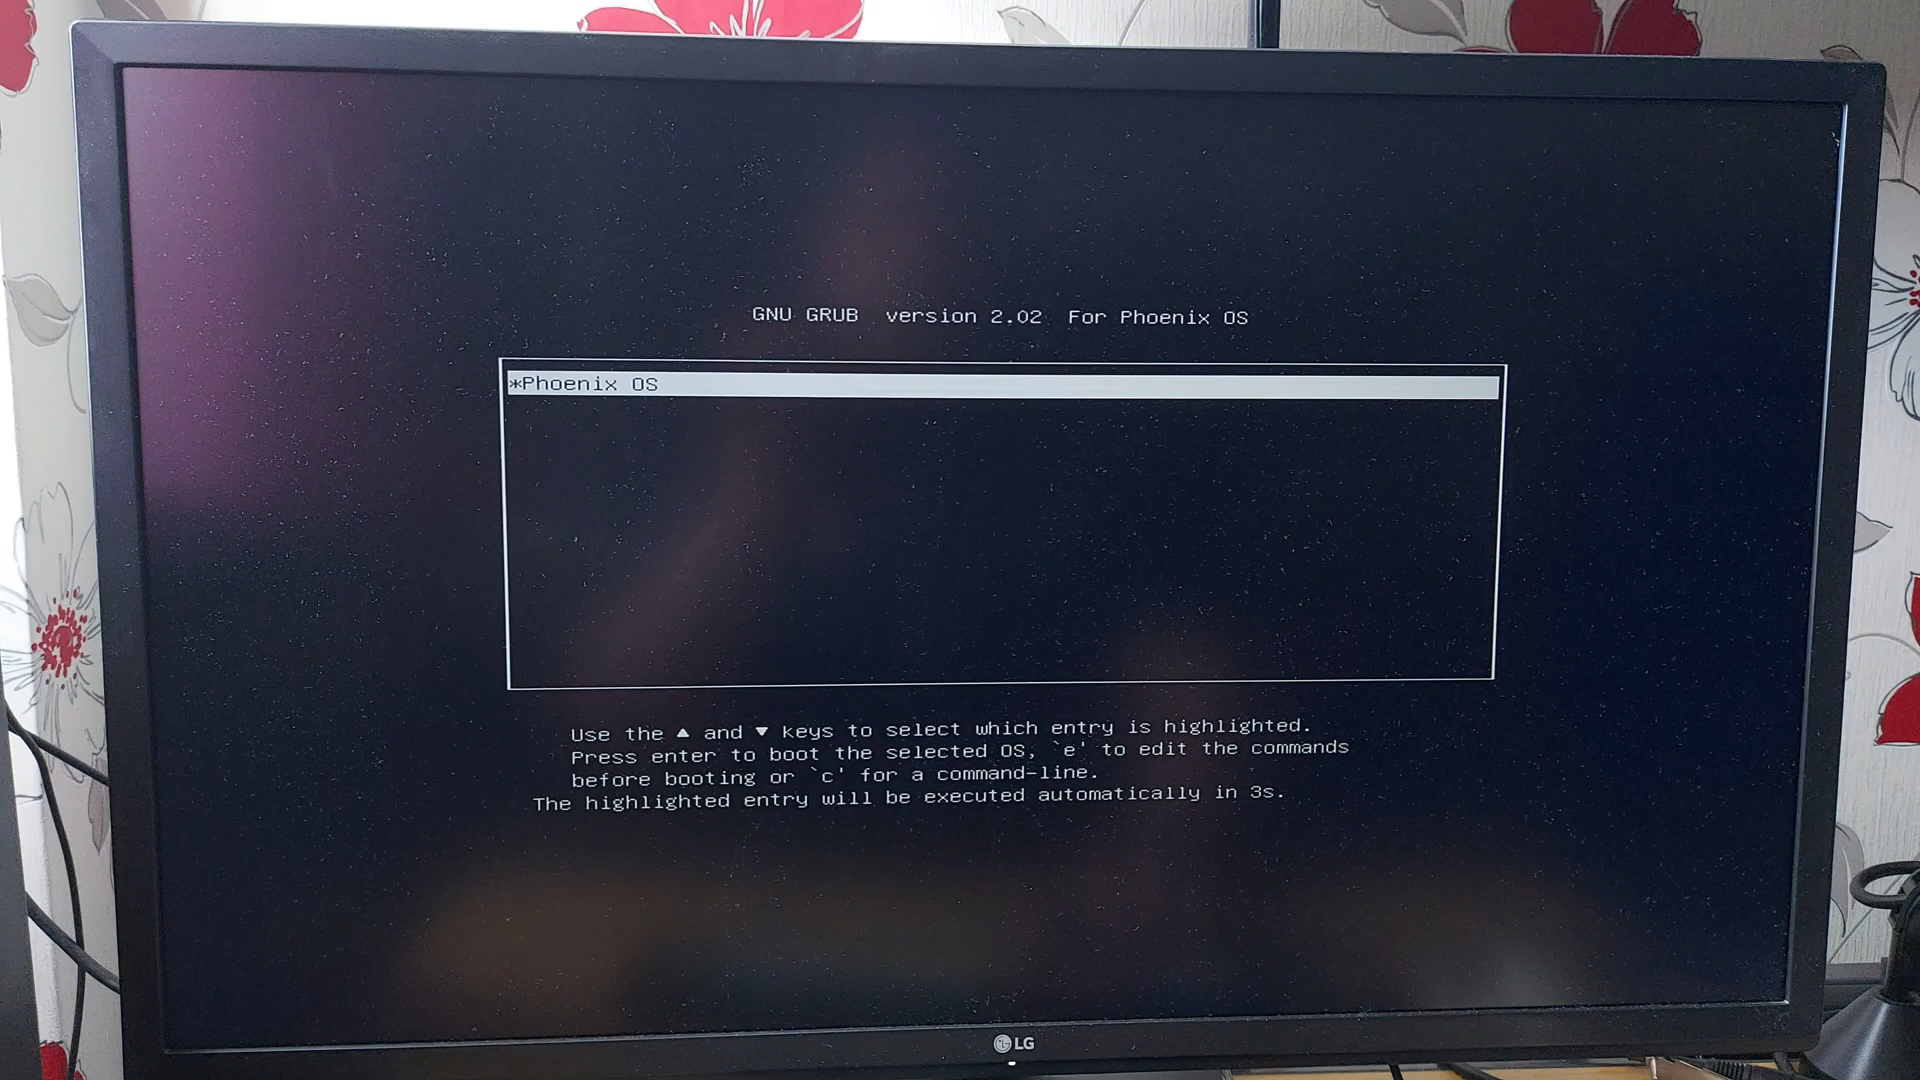 GNU GRUB version 2.02 For Phoenix OS
*Phoenix OS
Use the ▲ and ▼ keys to select which entry is highlighted.
Press enter to boot the selected OS, `e' to edit the commands
before booting or `c' for a command-line.
The highlighted entry will be executed automatically in 3s.
LG